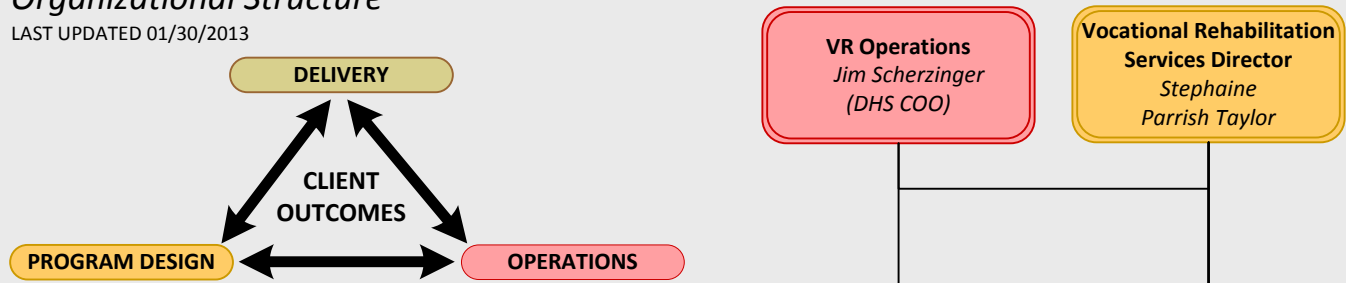 Organizational Structure
LAST UPDATED 01/30/2013
DELIVERY
CLIENT
OUTCOMES
PROGRAM DESIGN
OPERATIONS
VR Operations
Jim Scherzinger
(DHS COO)
Vocational Rehabilitation
Services Director
Stephaine
Parrish Taylor